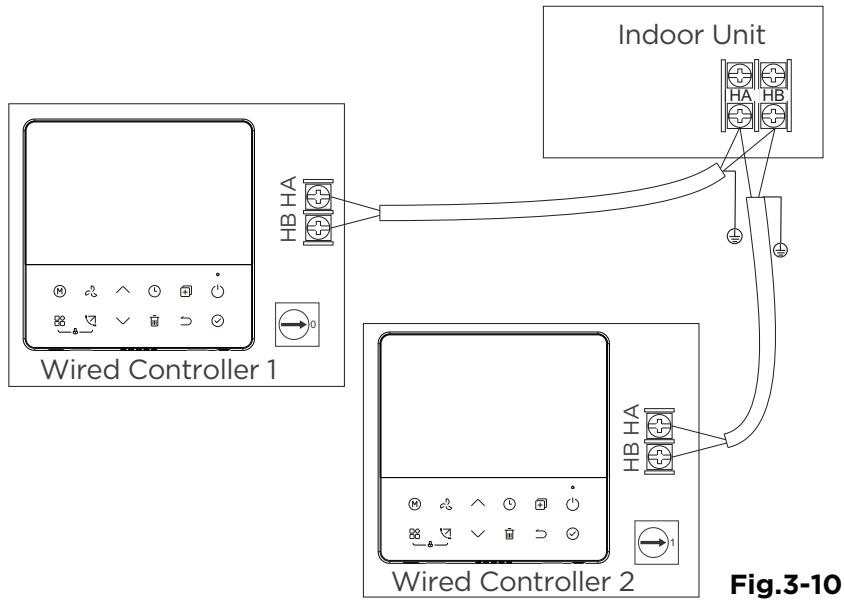 Indoor Unit
HA HB
HB HA
M
0
Wired Controller 1
HB HA
M
1
Wired Controller 2
Fig.3-10